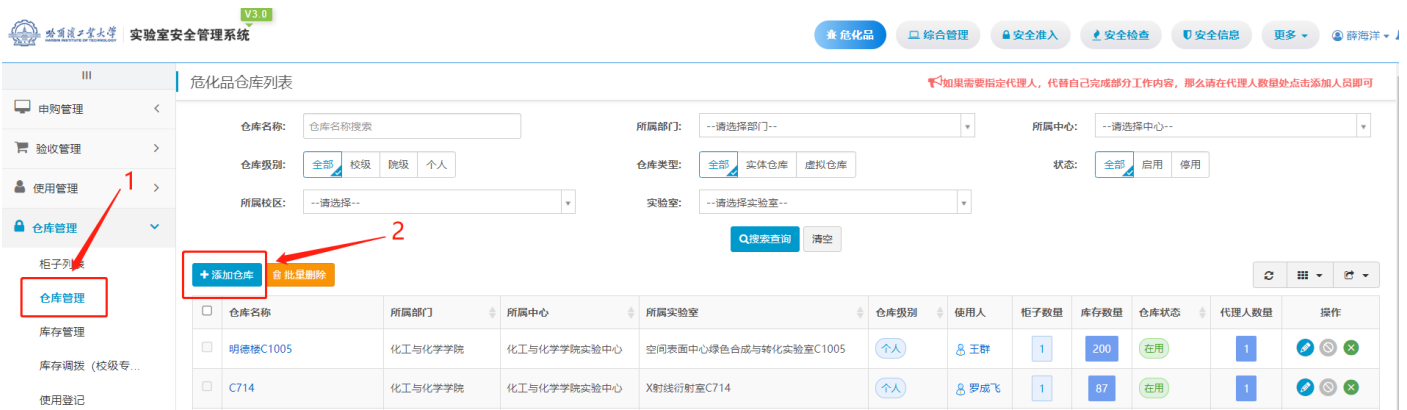 V3.0
哈爾濱工業大學 实验室安全管理系统 危化品 综合管理 安全准入 安全检查 安全信息 更多 薛海洋
HARBIN INSTITUTE OF TECHNOLOGY
危化品仓库列表 如果需要指定代理人，代替自己完成部分工作内容，那么请在代理人数量处点击添加人员即可
申购管理
验收管理
使用管理
仓库管理
柜子列表
仓库管理
库存管理
库存调拨（校级专...
使用登记
1
仓库名称: 仓库名称搜索 所属部门: --请选择部门-- 所属中心: --请选择中心--
仓库级别: 全部 校级 院级 个人 仓库类型: 全部 实体仓库 虚拟仓库 状态: 全部 启用 停用
所属校区: --请选择-- 实验室: --请选择实验室--
2
搜索查询 清空
+添加仓库 批量删除
仓库名称 所属部门 所属中心 所属实验室 仓库级别 使用人 柜子数量 库存数量 仓库状态 代理人数量 操作
明德楼C1005 化工与化学学院 化工与化学学院实验中心 空间表面中心绿色合成与转化实验室C1005 个人 王群 1 200 在用 1
C714 化工与化学学院 化工与化学学院实验中心 X射线衍射室C714 个人 罗成飞 1 87 在用 1